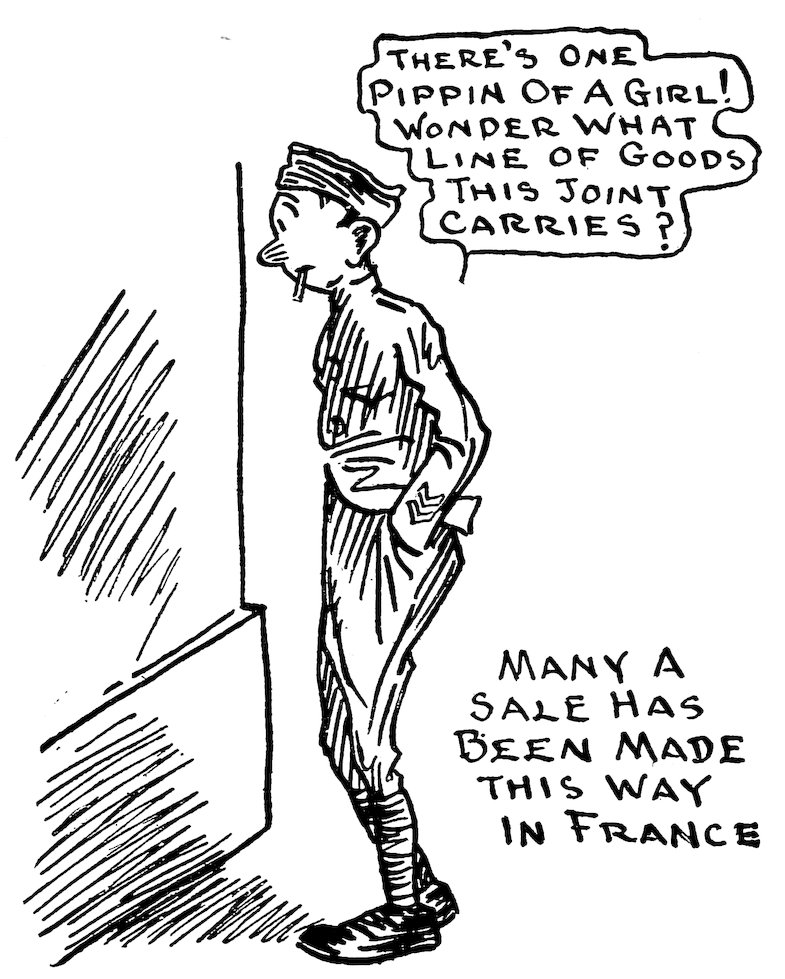 THERE'S ONE
PIPPIN OF A GIRL!
WONDER WHAT
LINE OF GOODS
THIS JOINT
CARRIES?
MANY A
SALE HAS
BEEN MADE
THIS WAY
IN FRANCE